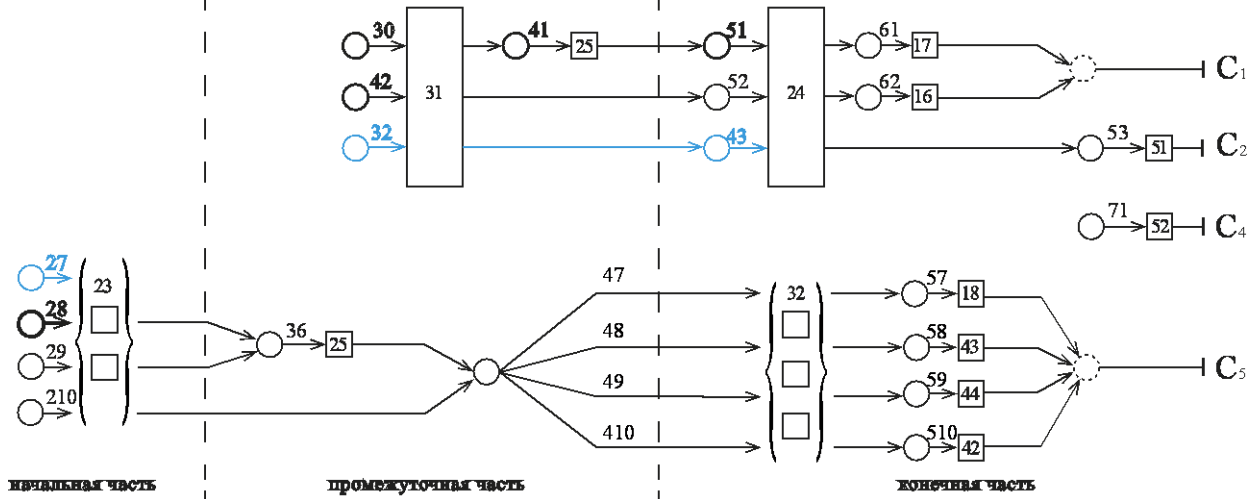 30 41 25 51 61 17
42 31 52 24 62 16 C1
32 43 53 51 C2
71 52 C4
27 23 47 32 57 18
28 36 25 48 58 43
29 49 59 44 C5
210 410 510 42
начальная часть промежуточная часть конечная часть